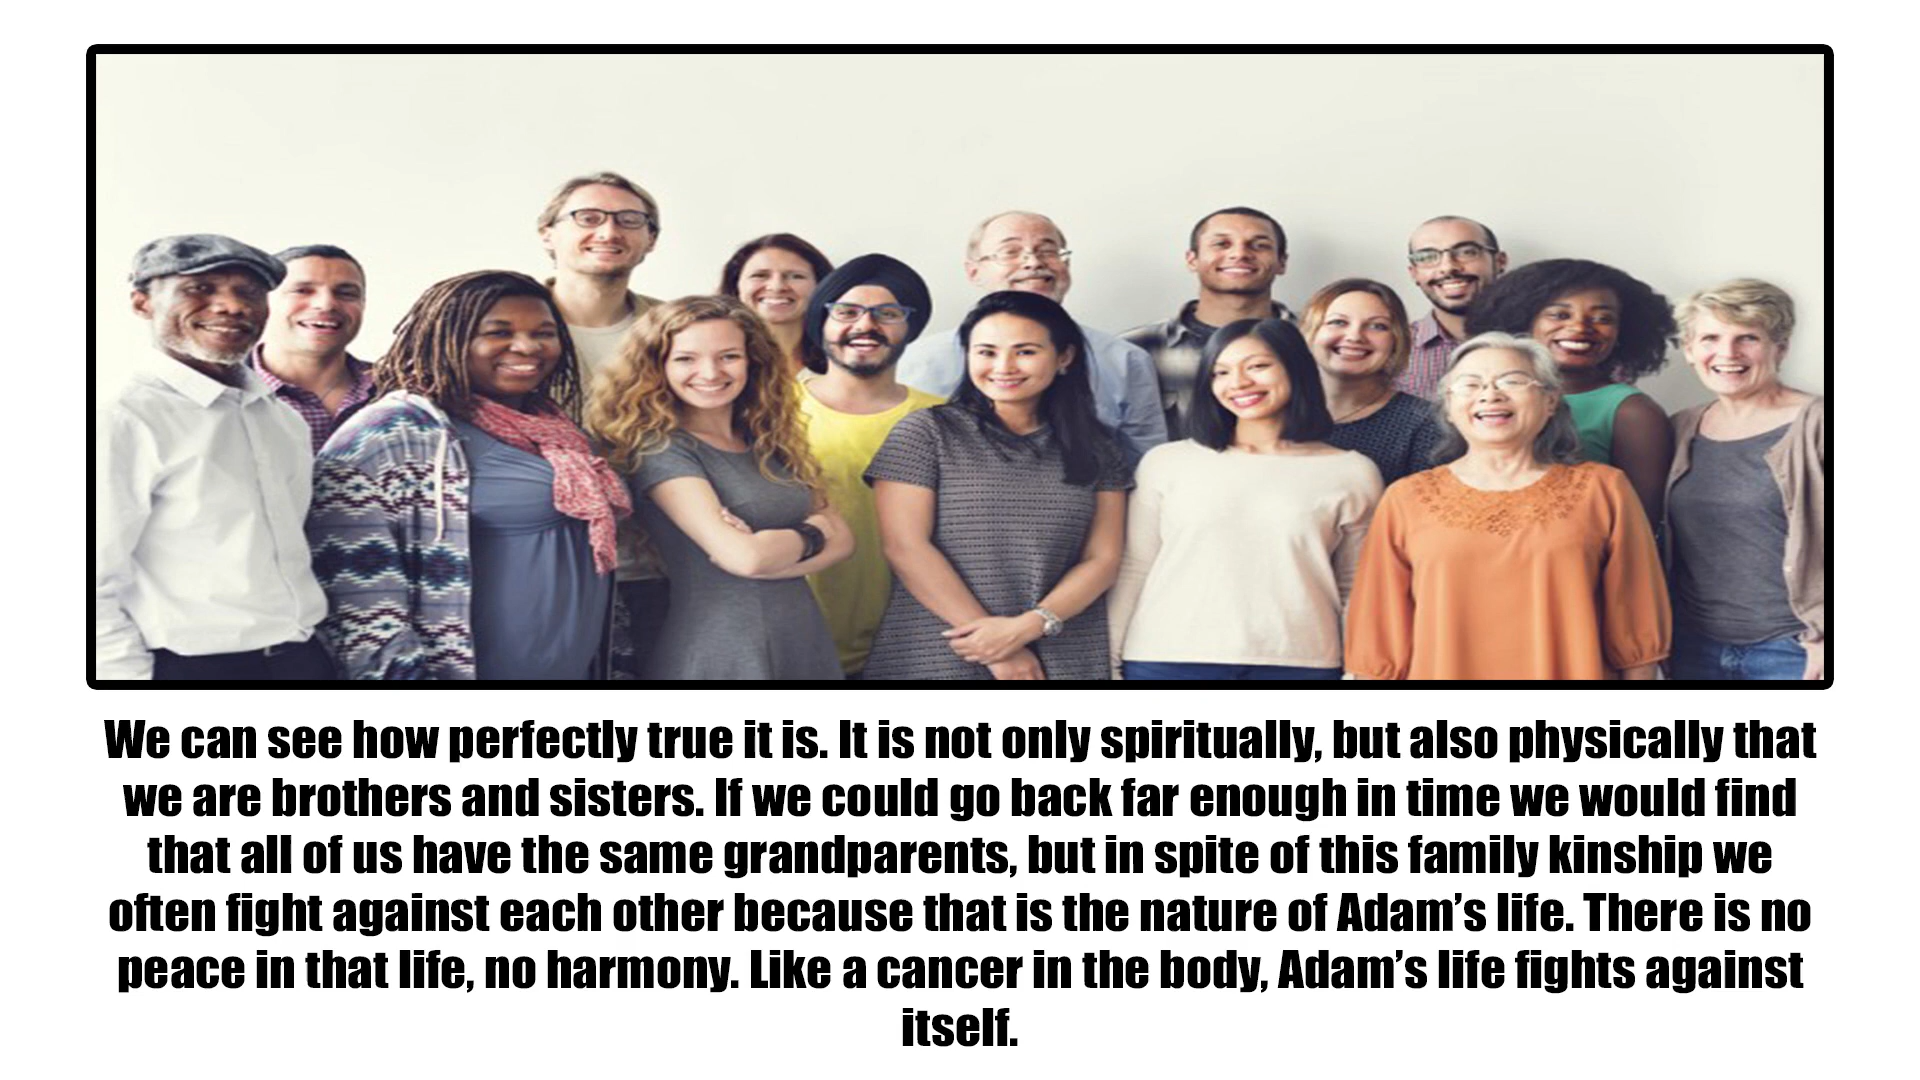 We can see how perfectly true it is. It is not only spiritually, but also physically that
we are brothers and sisters. If we could go back far enough in time we would find
that all of us have the same grandparents, but in spite of this family kinship we
often fight against each other because that is the nature of Adam’s life. There is no
peace in that life, no harmony. Like a cancer in the body, Adam’s life fights against
itself.